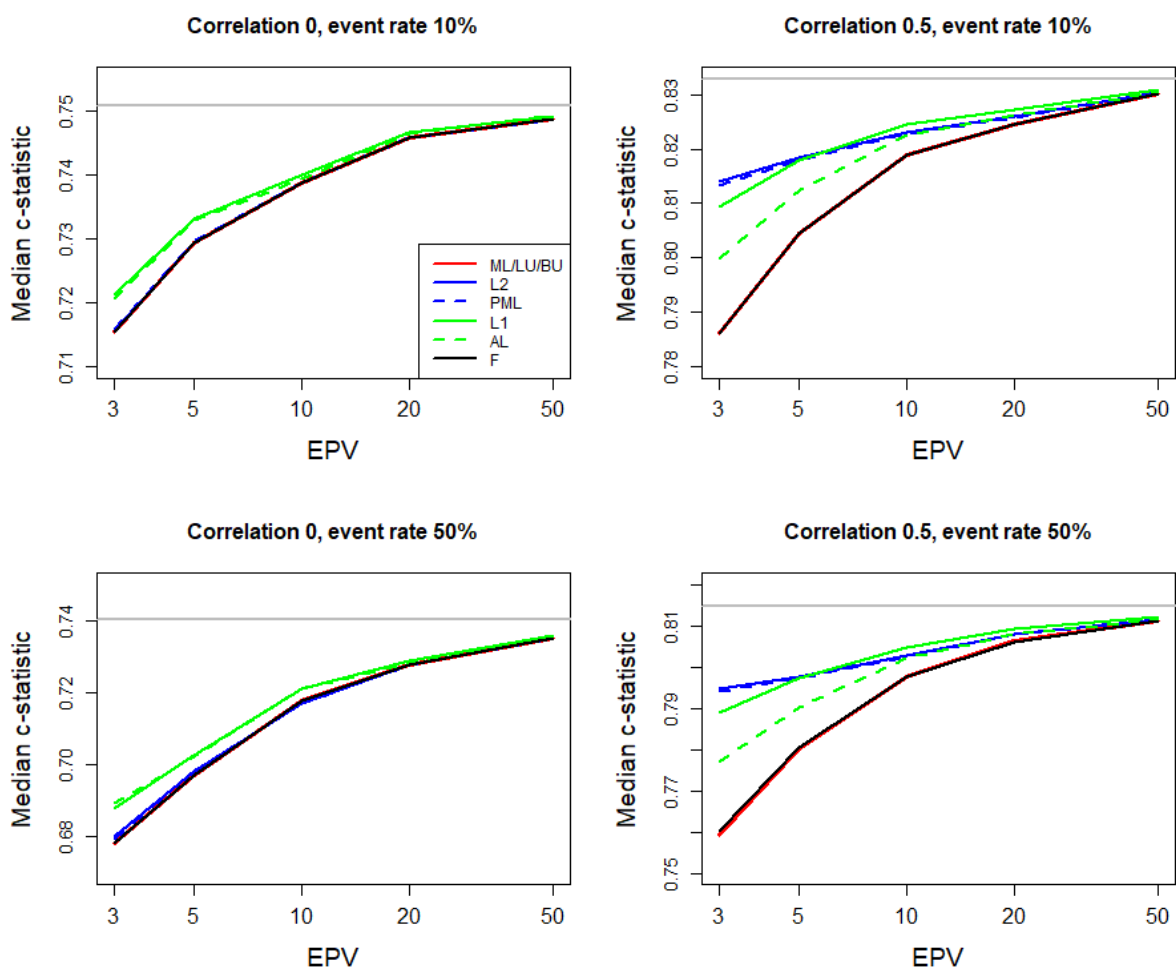 Correlation 0, event rate 10%
Median c-statistic
0.75
0.74
0.73
0.72
0.71
ML/LU/BU
L2
PML
L1
AL
F
3 5 10 20 50
EPV
Correlation 0.5, event rate 10%
Median c-statistic
0.83
0.82
0.81
0.80
0.79
0.78
3 5 10 20 50
EPV
Correlation 0, event rate 50%
Median c-statistic
0.74
0.72
0.70
0.68
3 5 10 20 50
EPV
Correlation 0.5, event rate 50%
Median c-statistic
0.81
0.79
0.77
0.75
3 5 10 20 50
EPV